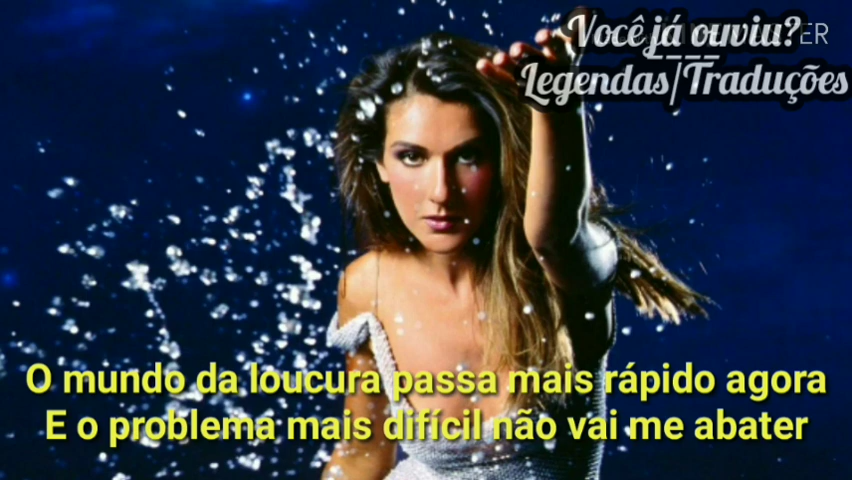 Você já ouviu?
Legendas/Traduções
O mundo da loucura passa mais rápido agora
E o problema mais difícil não vai me abater